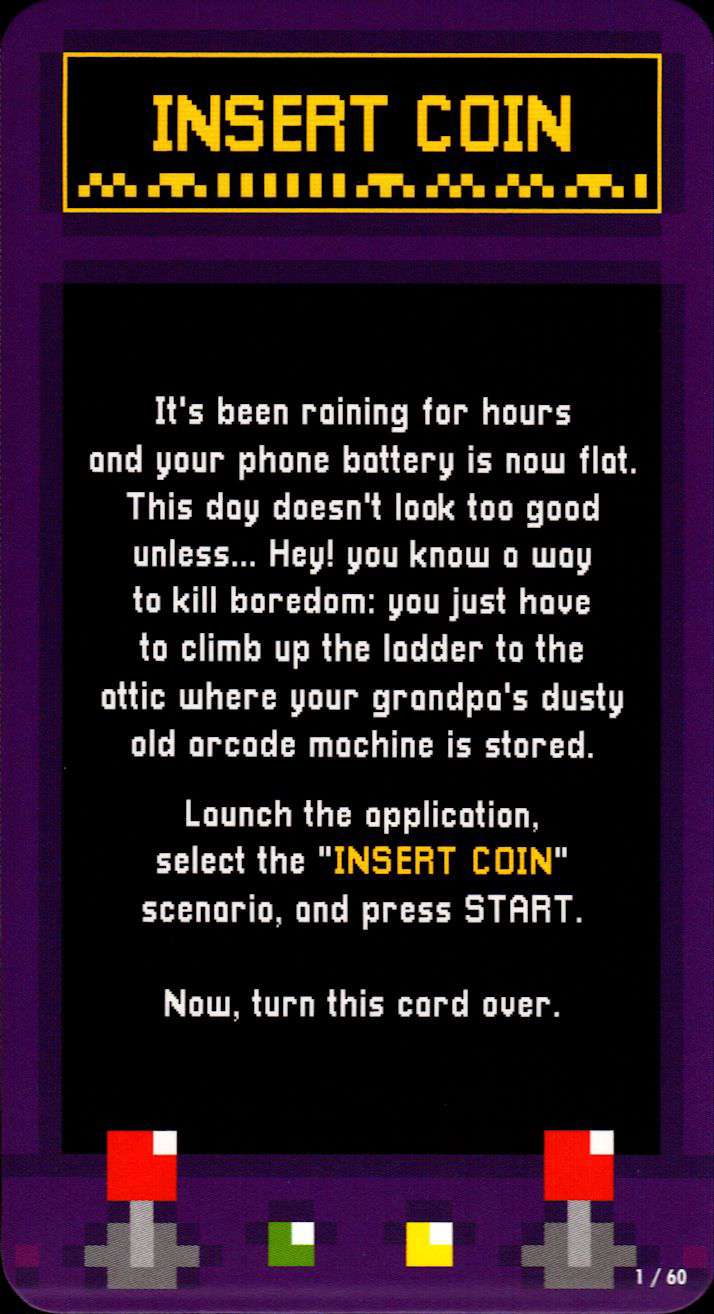 INSERT COIN
It's been raining for hours
and your phone battery is now flat.
This day doesn't look too good
unless... Hey! you know a way
to kill boredom: you just have
to climb up the ladder to the
attic where your grandpa's dusty
old arcade machine is stored.
Launch the application,
select the "INSERT COIN"
scenario, and press START.
Now, turn this card over.
1 / 60